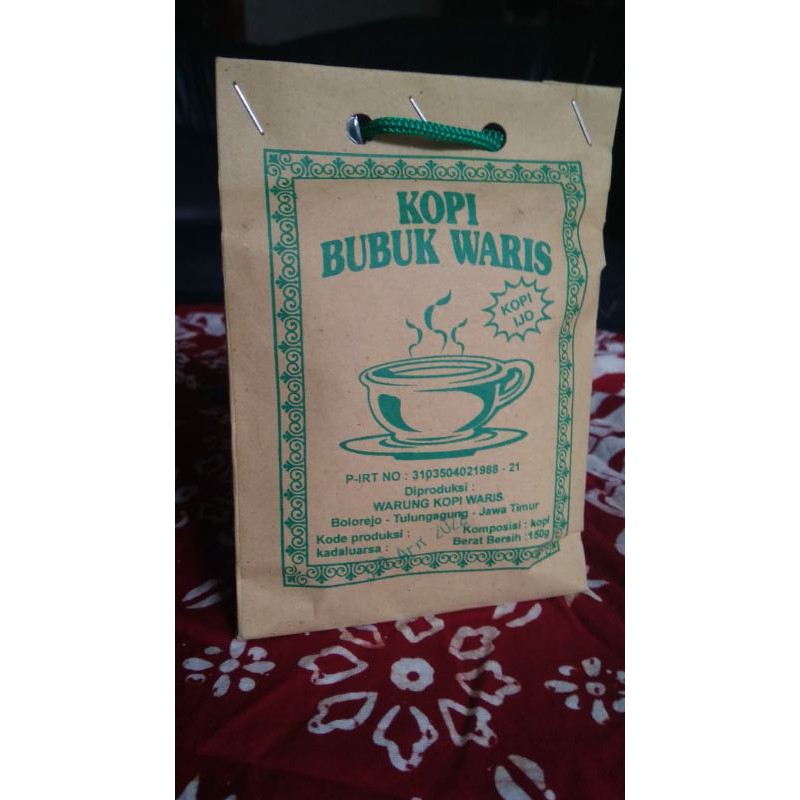 KOPI
BUBUK WARIS
KOPI
IJO
P-IRT NO : 3103504021988 - 21
Diproduksi :
WARUNG KOPI WARIS
Bolorejo - Tulungagung - Jawa Timur
Kode produksi : Komposisi : kopi
kadaluarsa : Berat Bersih : 150g